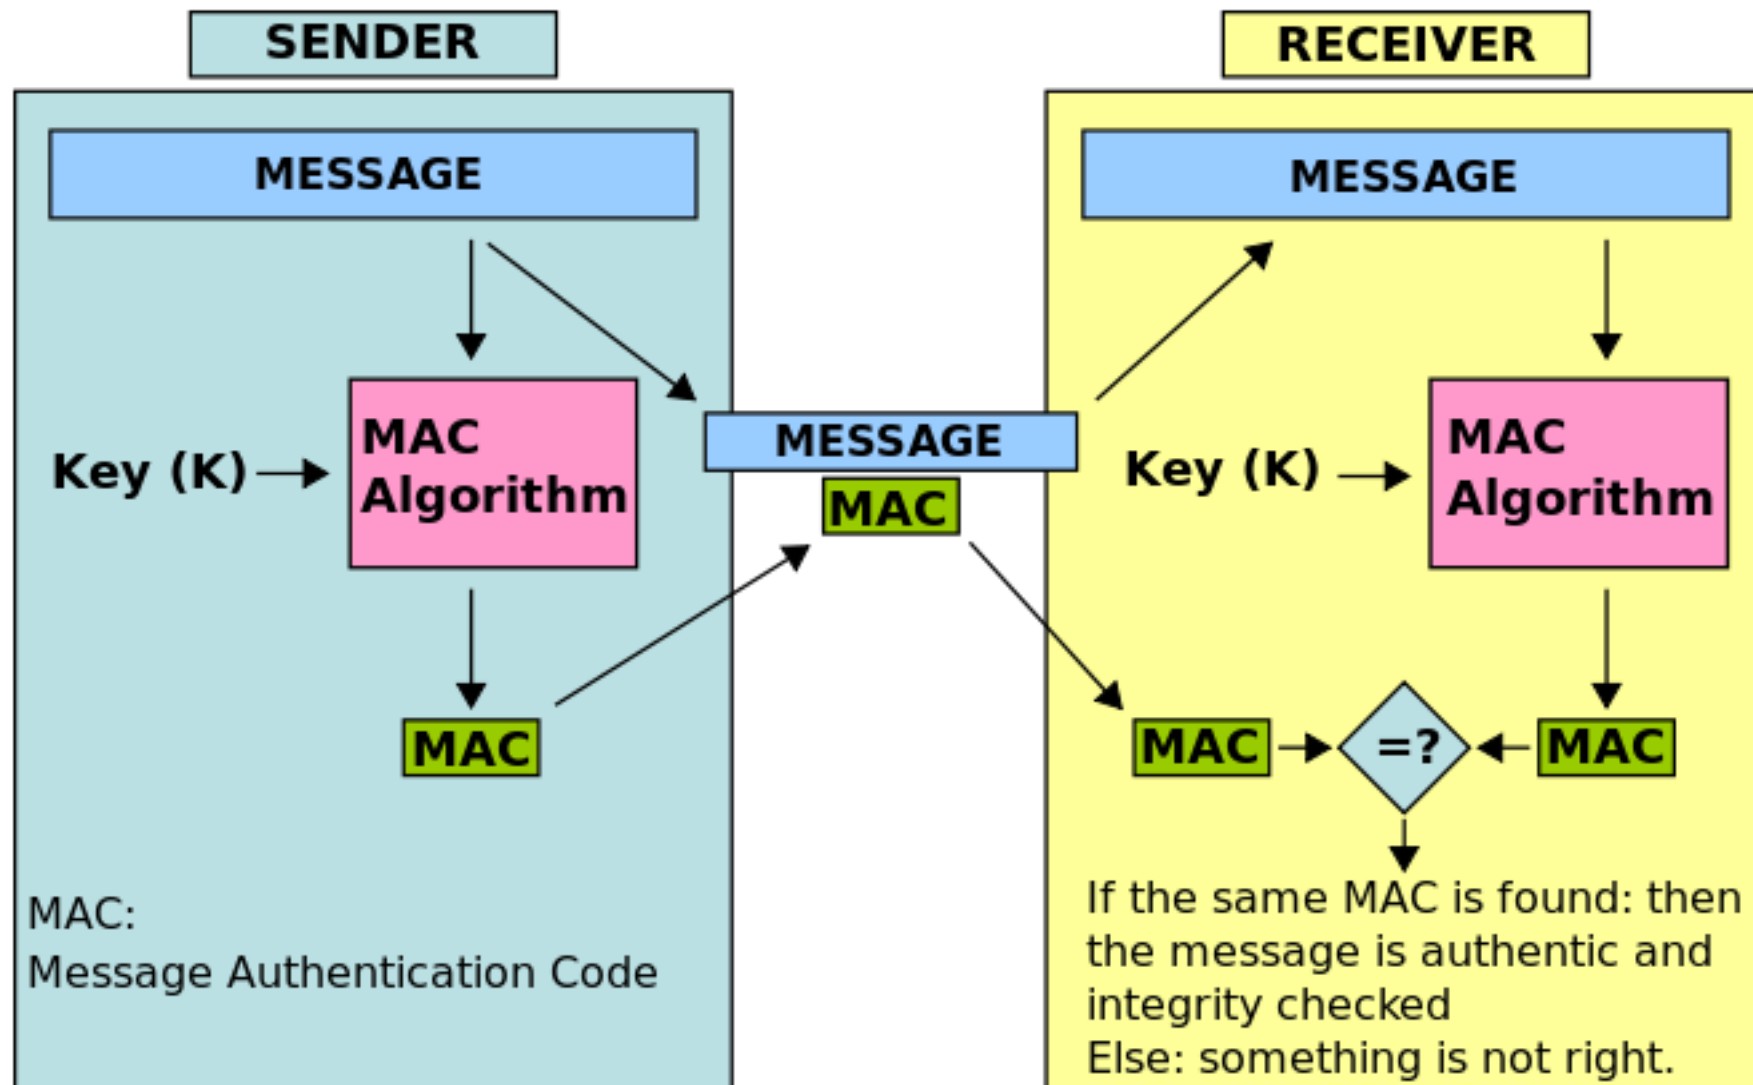 SENDER
MESSAGE
Key (K)
MAC
Algorithm
MAC
MAC:
Message Authentication Code
MESSAGE
MAC
RECEIVER
MESSAGE
Key (K)
MAC
Algorithm
MAC
=?
MAC
If the same MAC is found: then
the message is authentic and
integrity checked
Else: something is not right.